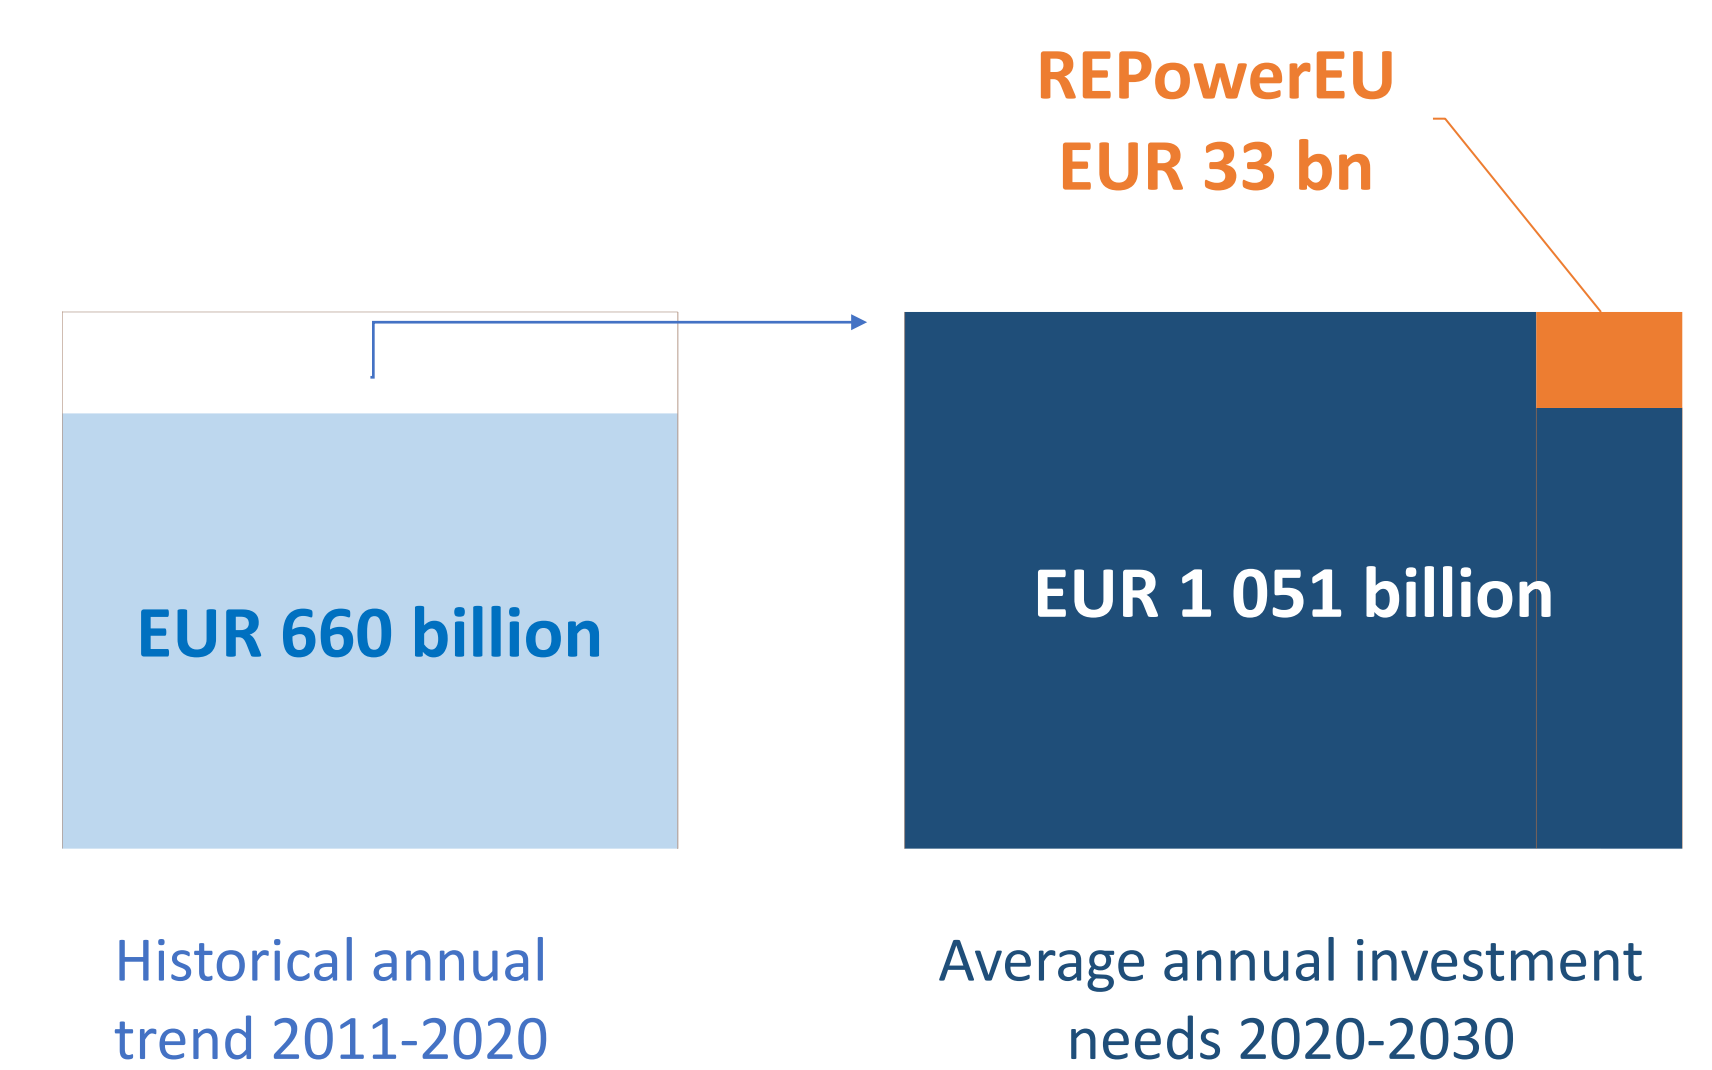 REPowerEU
EUR 33 bn
EUR 660 billion
EUR 1 051 billion
Historical annual
trend 2011-2020
Average annual investment
needs 2020-2030